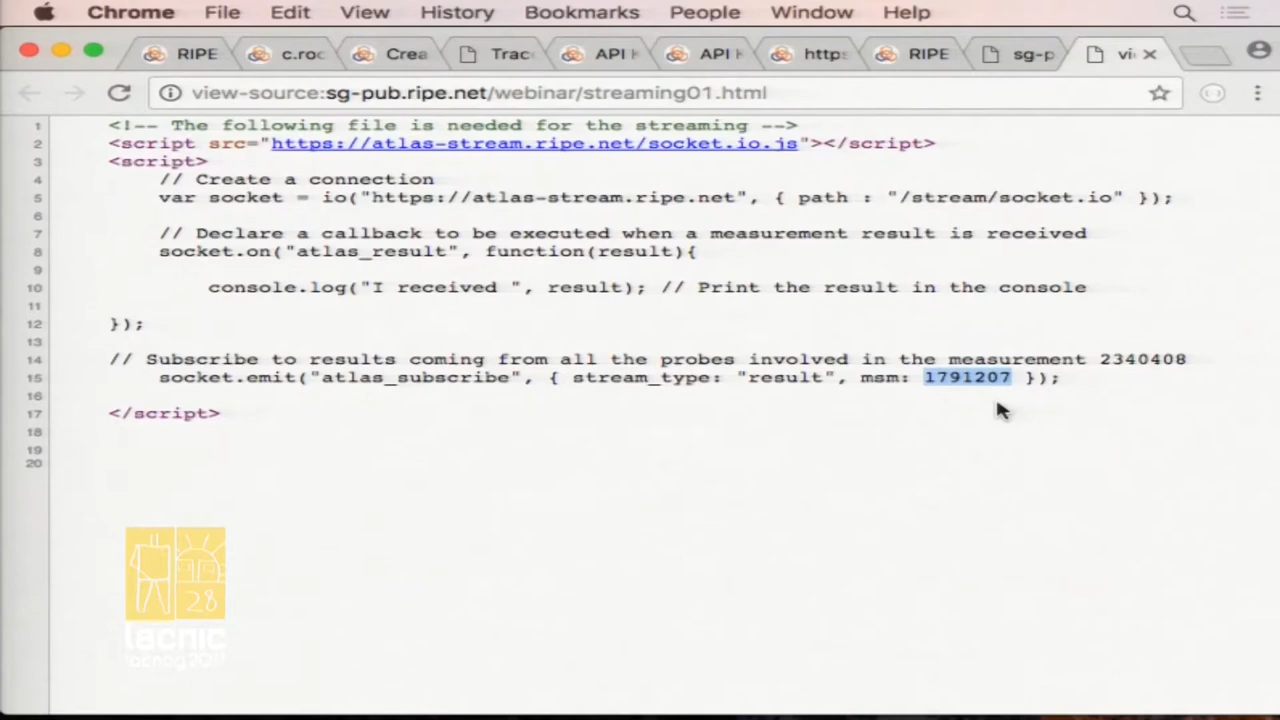 Chrome File Edit View History Bookmarks People Window Help
RIPE c.roc Crea Trac API API https RIPE sg-p vi
view-source:sg-pub.ripe.net/webinar/streaming01.html
1 <!-- The following file is needed for the streaming -->
2 <script src="https://atlas-stream.ripe.net/socket.io.js"></script>
3 <script>
4 // Create a connection
5 var socket = io("https://atlas-stream.ripe.net", { path : "/stream/socket.io" });
6
7 // Declare a callback to be executed when a measurement result is received
8 socket.on("atlas_result", function(result){
9
10 console.log("I received ", result); // Print the result in the console
11
12 });
13
14 // Subscribe to results coming from all the probes involved in the measurement 2340408
15 socket.emit("atlas_subscribe", { stream_type: "result", msm: 1791207 });
16
17 </script>
18
19
20
28
lacnic
lacnog 2017